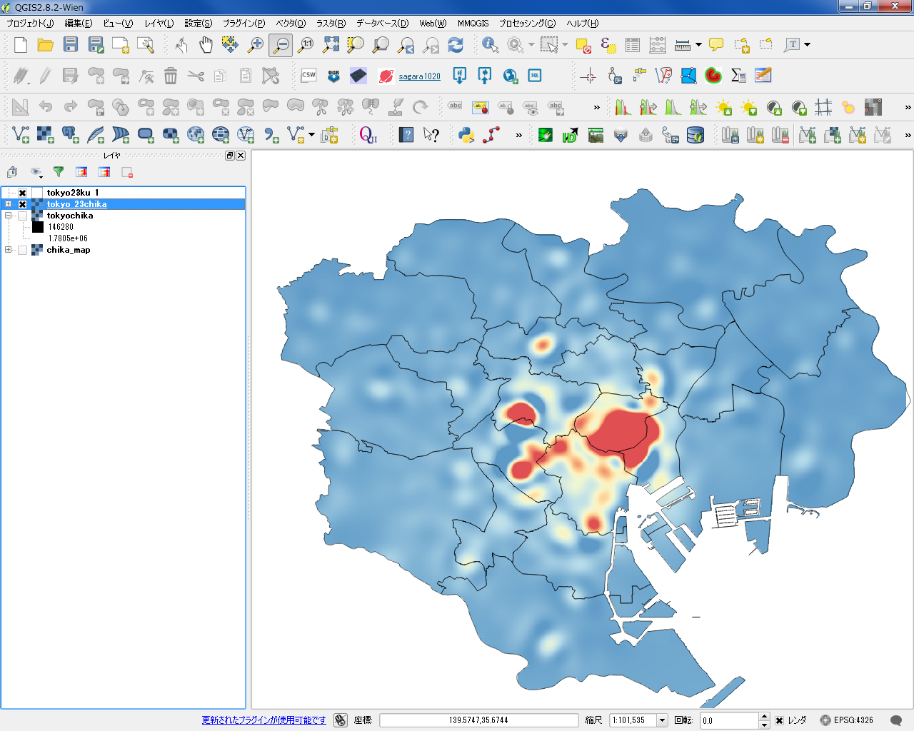 QGIS2.8.2-Wien
プロジェクト(J) 編集(E) ビュー(V) レイヤ(L) 設定(S) プラグイン(P) ベクタ(O) ラスタ(R) データベース(D) Web(W) MMQGIS プロセッシング(C) ヘルプ(H)
CSW sagara1020
レイヤ
tokyo23ku_1
tokyo_23chika
tokyochika
146280
1.7805e+06
chika_map
更新されたプラグインが使用可能です 座標: 139.5747,35.6744 縮尺 1:101,535 回転: 0.0 レンダ EPSG:4326